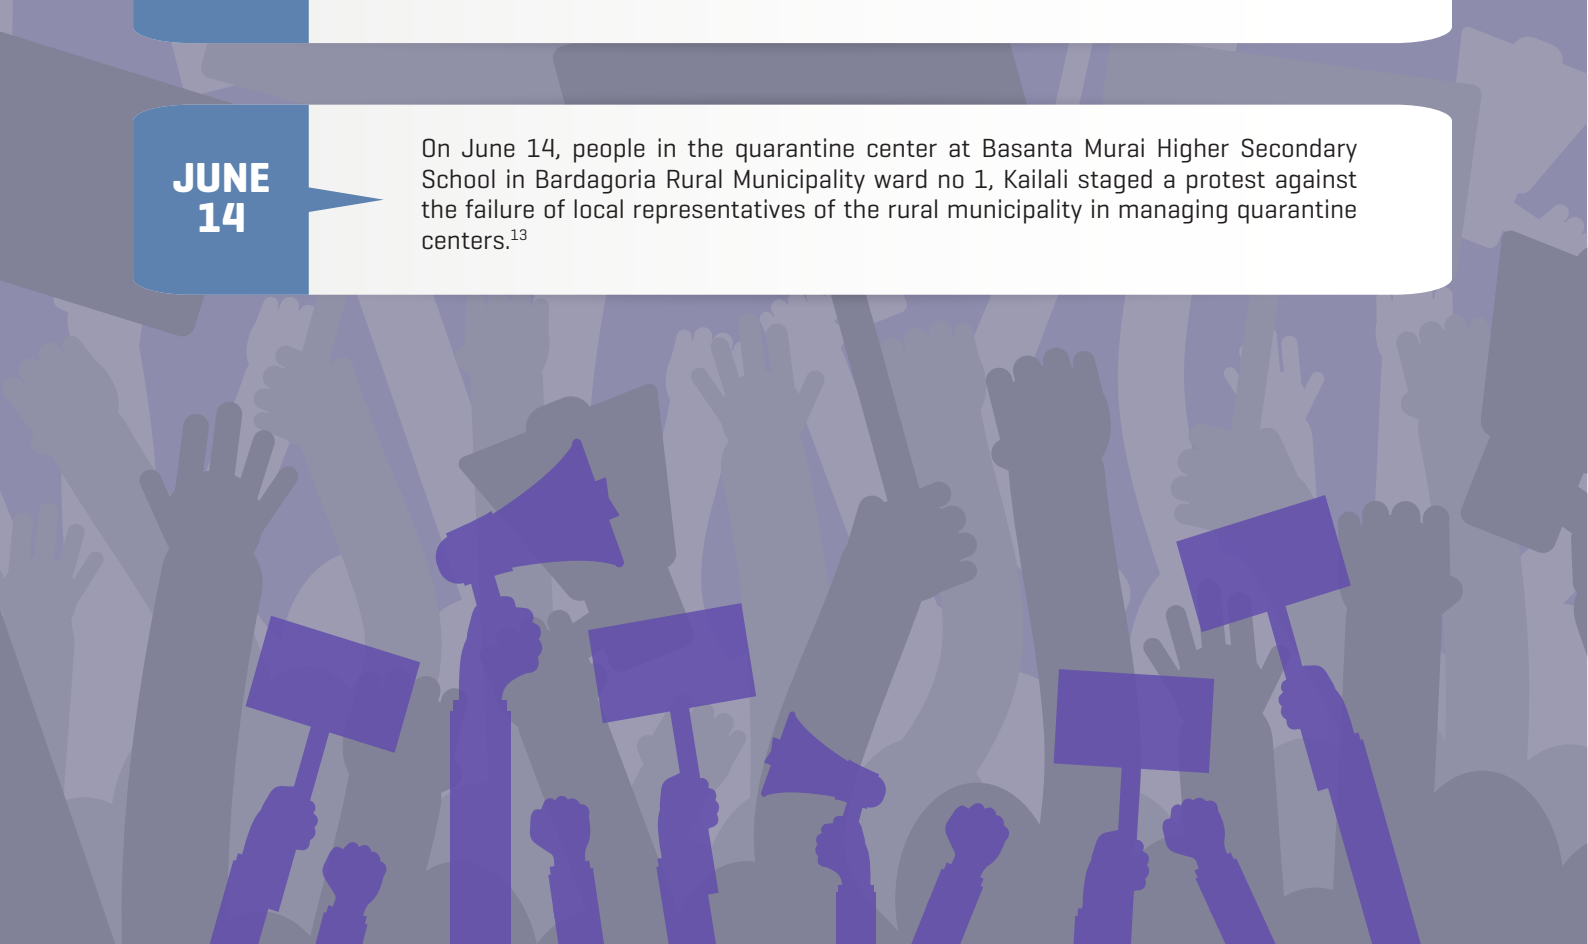 JUNE
14
On June 14, people in the quarantine center at Basanta Murai Higher Secondary
School in Bardagoria Rural Municipality ward no 1, Kailali staged a protest against
the failure of local representatives of the rural municipality in managing quarantine
centers.13